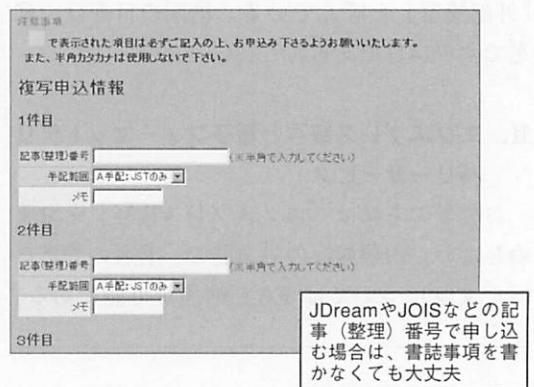 注意事項
で表示された項目は必ずご記入の上、お申込み下さるようお願いいたします。
また、半角カタカナは使用しないで下さい。
複写申込情報
1件目
記事(整理)番号 (※半角で入力してください)
手配範囲 A手配:JSTのみ
メモ
2件目
記事(整理)番号 (※半角で入力してください)
手配範囲 A手配:JSTのみ
メモ
3件目
JDreamやJOISなどの記
事（整理）番号で申し込
む場合は、書誌事項を書
かなくても大丈夫